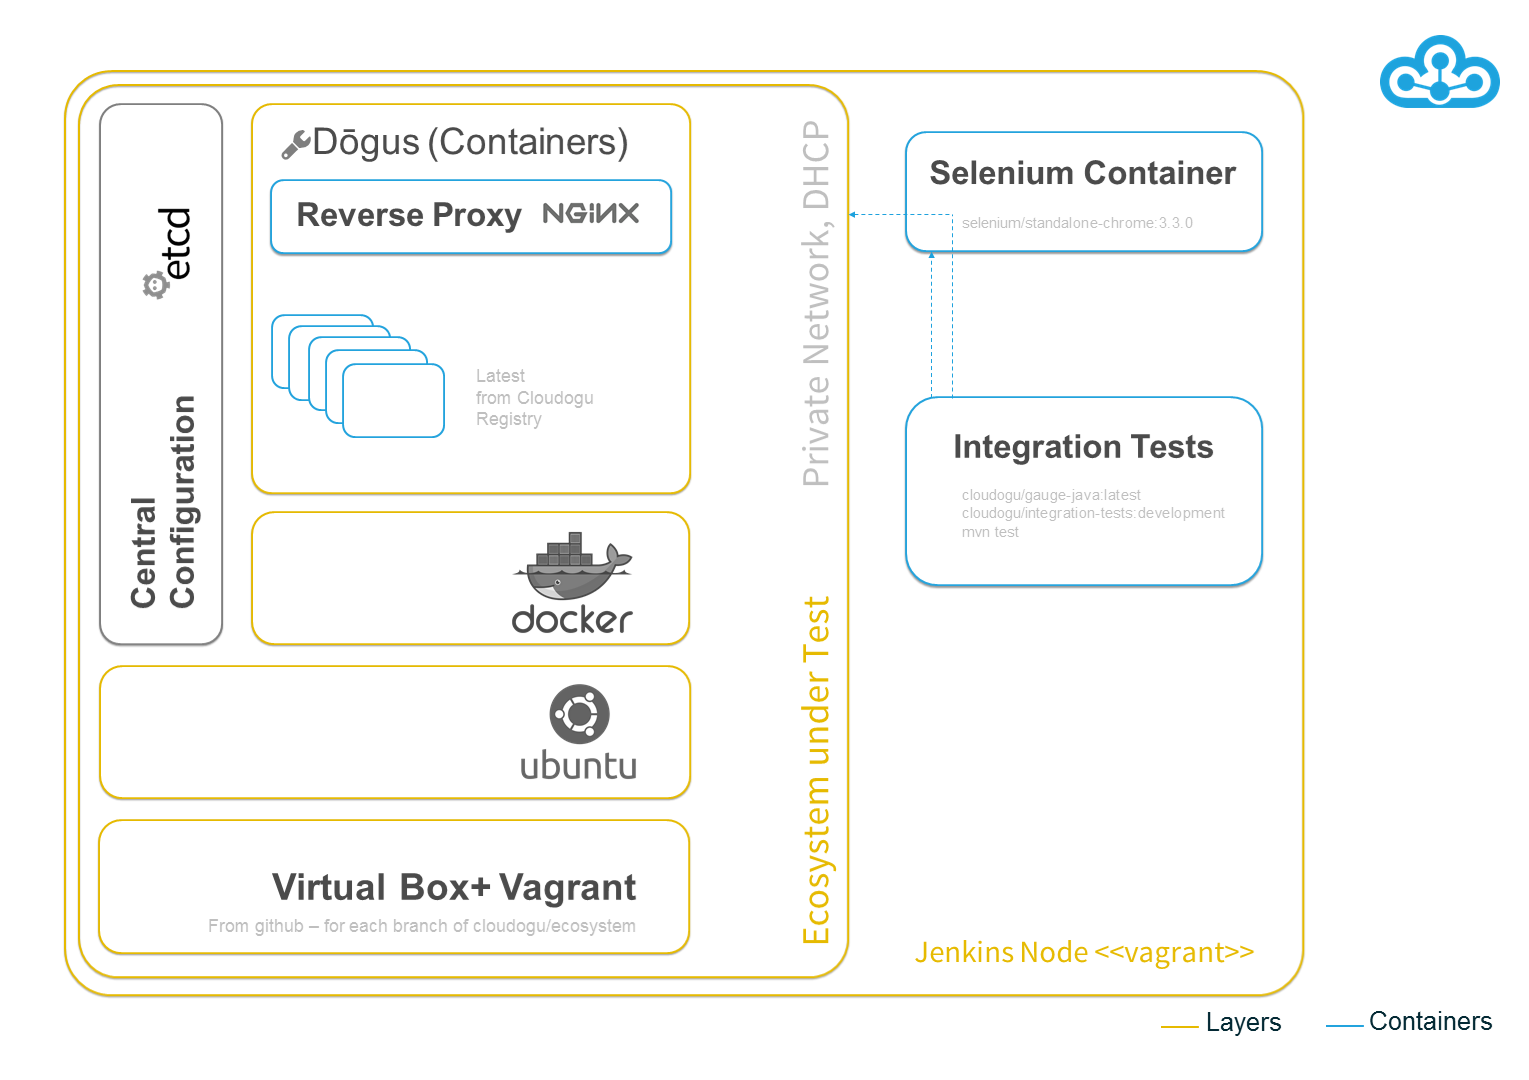 Dōgus (Containers)
Reverse Proxy NGINX
Latest
from Cloudogu
Registry
etcd
Central
Configuration
docker
ubuntu
Virtual Box+ Vagrant
From github – for each branch of cloudogu/ecosystem
Private Network, DHCP
Ecosystem under Test
Selenium Container
selenium/standalone-chrome:3.3.0
Integration Tests
cloudogu/gauge-java:latest
cloudogu/integration-tests:development
mvn test
Jenkins Node <<vagrant>>
Layers
Containers